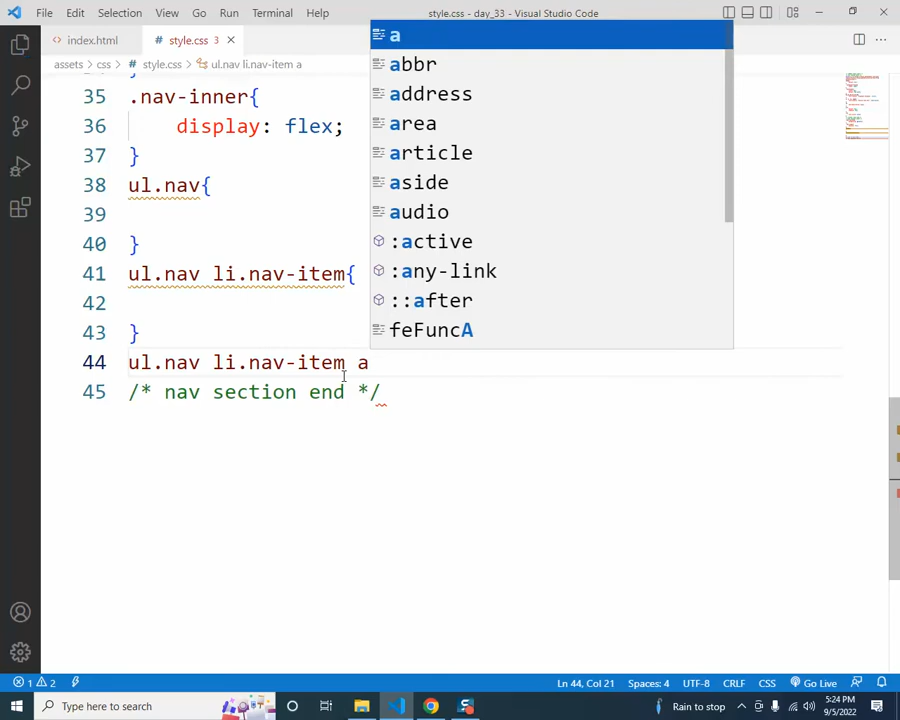 File Edit Selection View Go Run Terminal Help style.css - day_33 - Visual Studio Code
<> index.html # style.css 3 ×
assets > css > # style.css > ul.nav li.nav-item a
35 .nav-inner{
36 display: flex;
37 }
38 ul.nav{
39
40 }
41 ul.nav li.nav-item{
42
43 }
44 ul.nav li.nav-item a
45 /* nav section end */
a
abbr
address
area
article
aside
audio
:active
:any-link
::after
feFuncA
1 2 Ln 44, Col 21 Spaces: 4 UTF-8 CRLF CSS Go Live
Type here to search Rain to stop 5:24 PM
9/5/2022